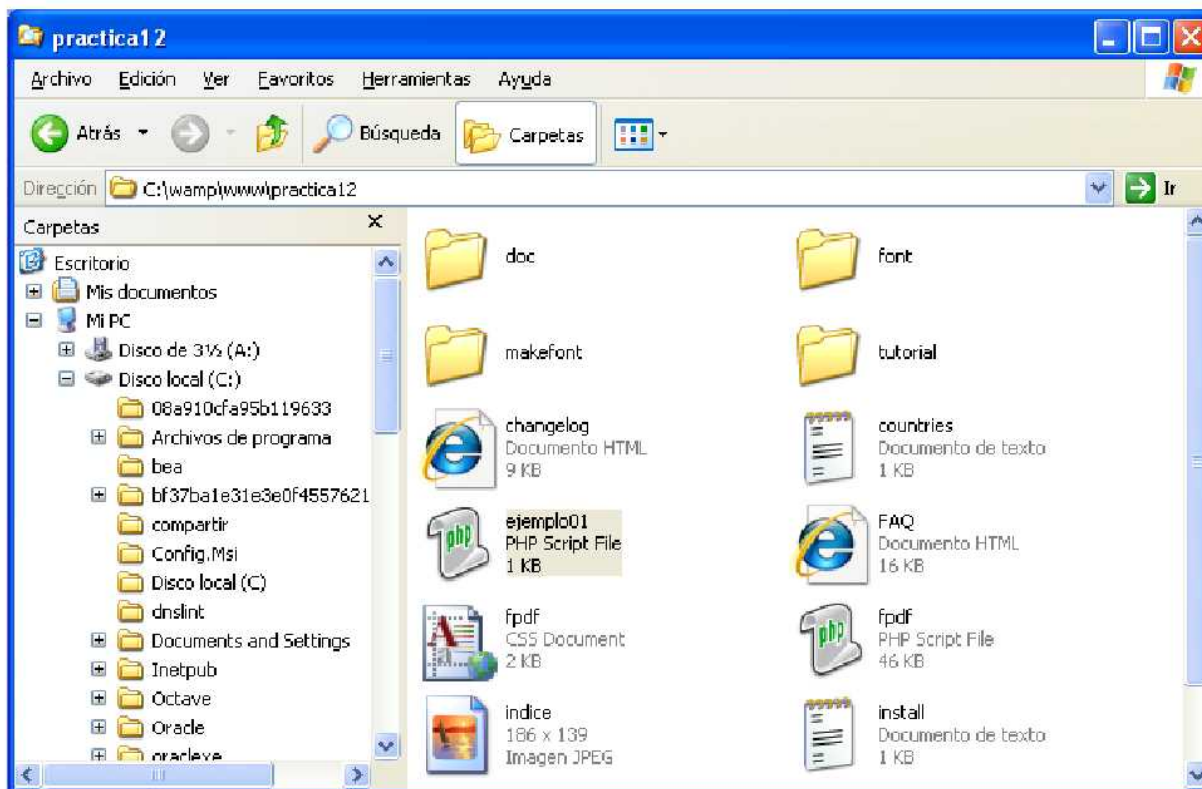 practica12
Archivo Edición Ver Favoritos Herramientas Ayuda
Atrás Búsqueda Carpetas
Dirección C:\wamp\www\practica12 Ir
Carpetas
Escritorio
Mis documentos
Mi PC
Disco de 3½ (A:)
Disco local (C:)
08a910cfa95b119633
Archivos de programa
bea
bf37ba1e31e3e0f4557621
compartir
Config.Msi
Disco local (C)
dnslint
Documents and Settings
Inetpub
Octave
Oracle
oraclexe
doc
font
makefont
tutorial
changelog
Documento HTML
9 KB
countries
Documento de texto
1 KB
ejemplo01
PHP Script File
1 KB
FAQ
Documento HTML
16 KB
fpdf
CSS Document
2 KB
fpdf
PHP Script File
46 KB
indice
186 x 139
Imagen JPEG
install
Documento de texto
1 KB